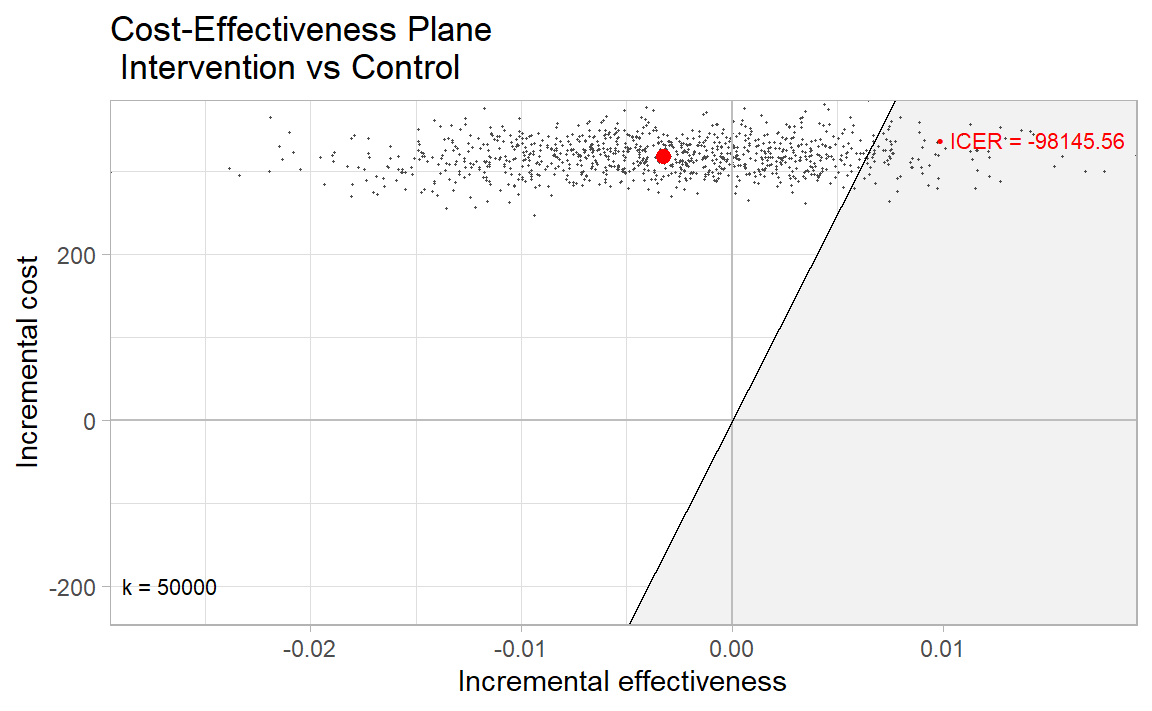 Cost-Effectiveness Plane
Intervention vs Control
ICER = -98145.56
200
0
-200
Incremental cost
k = 50000
-0.02
-0.01
0.00
0.01
Incremental effectiveness